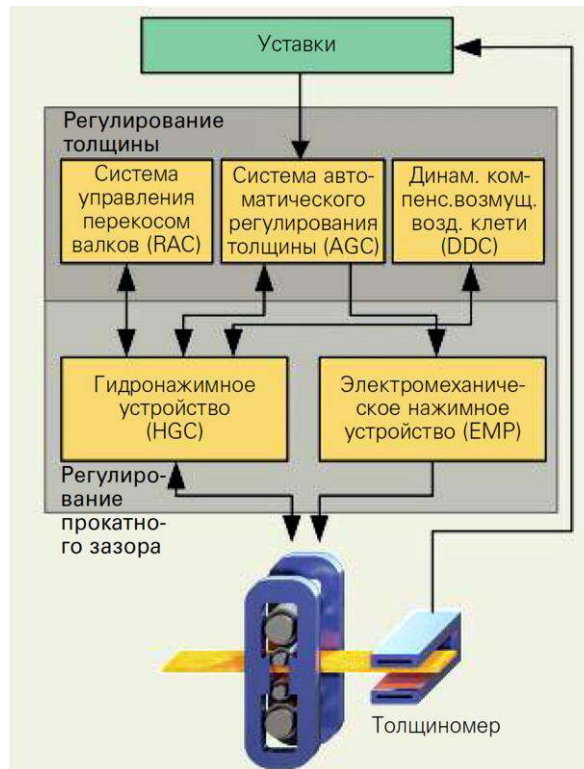 Уставки
Регулирование
толщины
Система
управления
перекосом
валков (RAC)
Система авто-
матического
регулирования
толщины (AGC)
Динам. ком-
пенс.возмущ.
возд. клети
(DDC)
Гидронажимное
устройство
(HGC)
Электромеханиче-
ское нажимное
устройство (EMP)
Регулиро-
вание
прокатно-
го зазора
Толщиномер